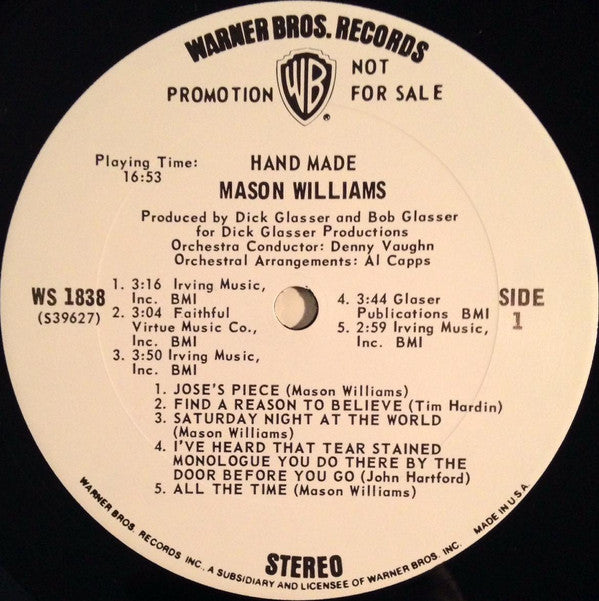 WARNER BROS. RECORDS
WB
®
PROMOTION
NOT
FOR SALE
Playing Time:
16:53
HAND MADE
MASON WILLIAMS
Produced by Dick Glasser and Bob Glasser
for Dick Glasser Productions
Orchestra Conductor: Denny Vaughn
Orchestral Arrangements: Al Capps
WS 1838
(S39627)
1. 3:16 Irving Music,
Inc. BMI
2. 3:04 Faithful
Virtue Music Co.,
Inc. BMI
3. 3:50 Irving Music,
Inc. BMI
4. 3:44 Glaser
Publications BMI
5. 2:59 Irving Music,
Inc. BMI
SIDE
1
1. JOSE'S PIECE (Mason Williams)
2. FIND A REASON TO BELIEVE (Tim Hardin)
3. SATURDAY NIGHT AT THE WORLD
(Mason Williams)
4. I'VE HEARD THAT TEAR STAINED
MONOLOGUE YOU DO THERE BY THE
DOOR BEFORE YOU GO (John Hartford)
5. ALL THE TIME (Mason Williams)
STEREO
WARNER BROS. RECORDS INC. A SUBSIDIARY AND LICENSEE OF WARNER BROS. INC. MADE IN U.S.A.